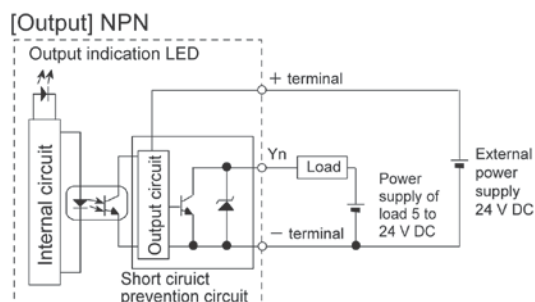 [Output] NPN
Output indication LED
+ terminal
Internal circuit
Output circuit
Yn
Load
Power
supply of
load 5 to
24 V DC
External
power
supply
24 V DC
− terminal
Short ciruict
prevention circuit